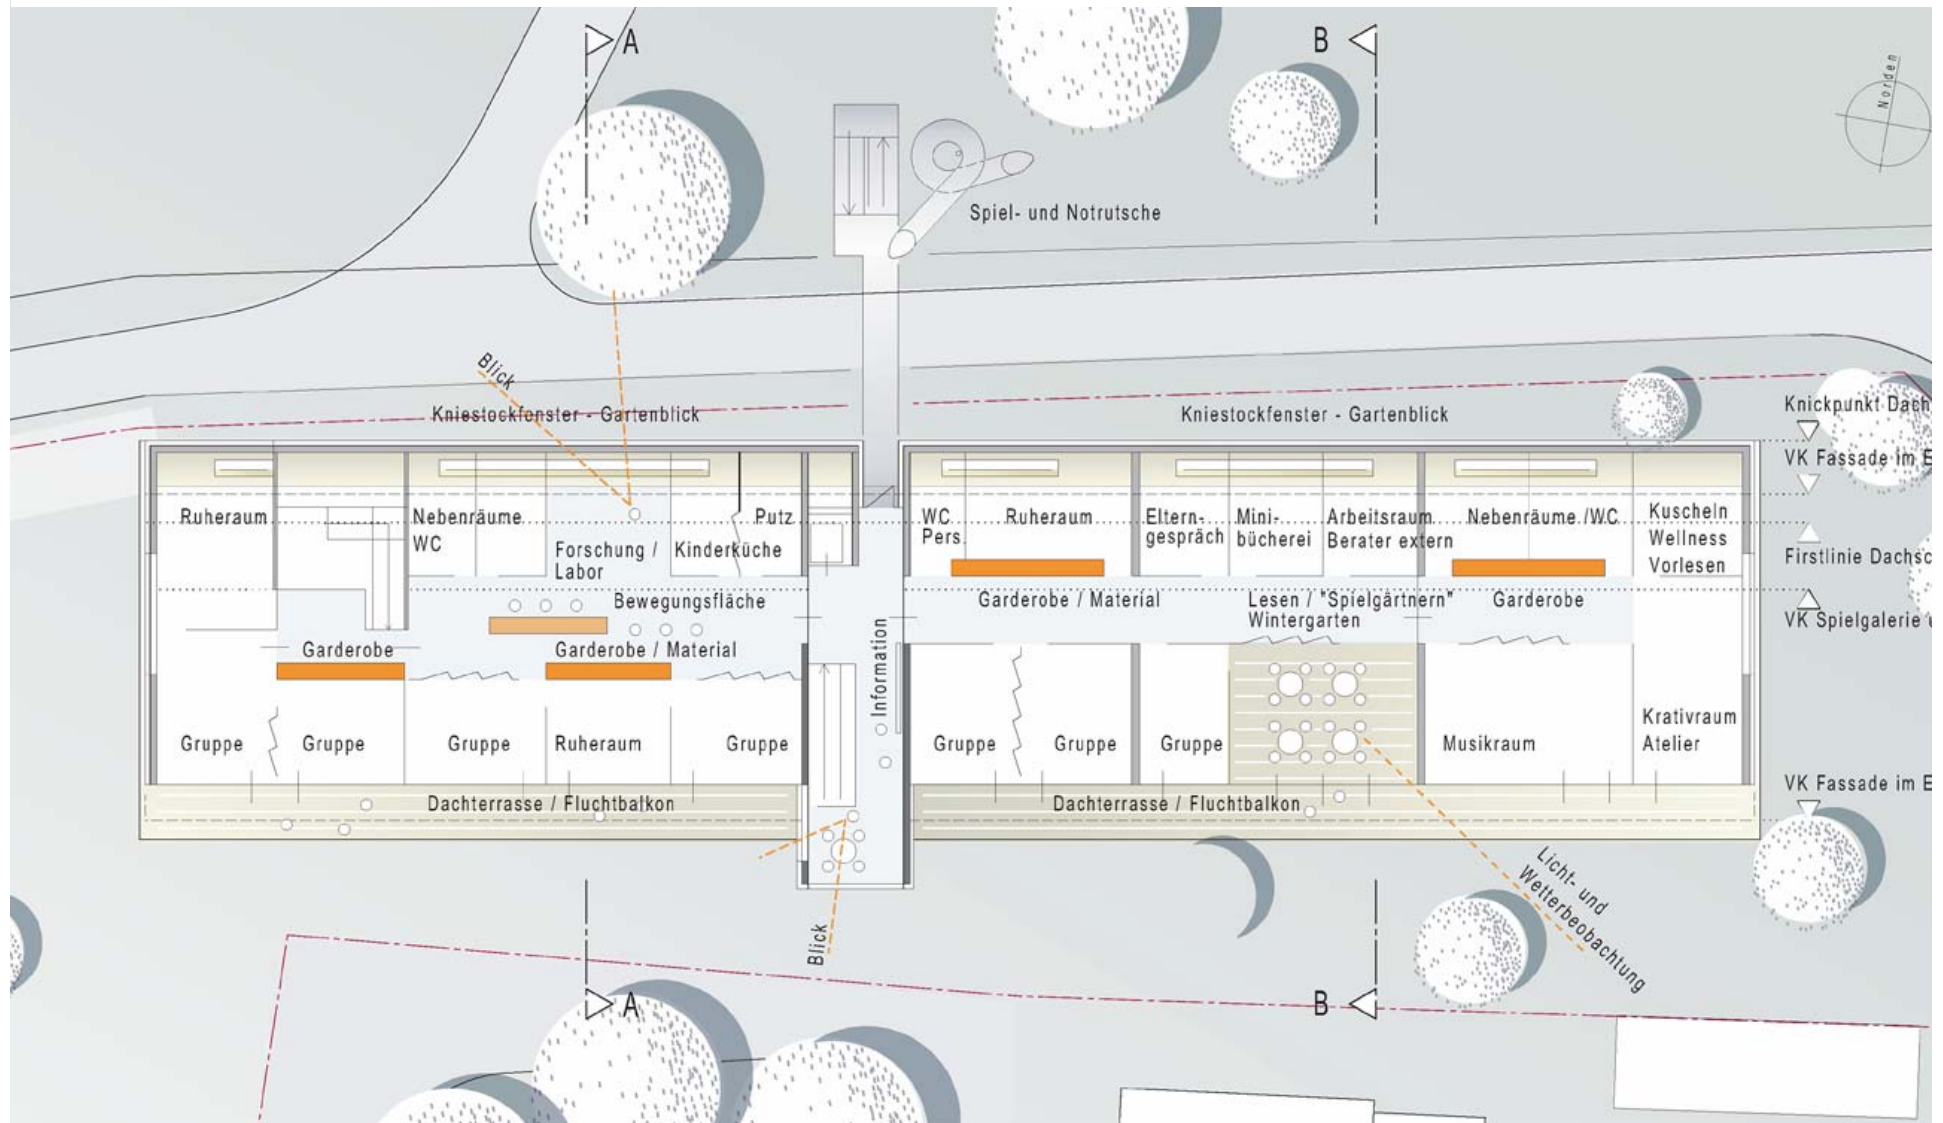 A
B
Norden
Spiel- und Notrutsche
Blick
Kniestockfenster - Gartenblick
Kniestockfenster - Gartenblick
Knickpunkt Dach
VK Fassade im E
Ruheraum
Nebenräume
WC
Forschung /
Labor
Kinderküche
Putz
WC
Pers.
Ruheraum
Eltern-
gespräch
Mini-
bücherei
Arbeitsraum
Berater extern
Nebenräume /WC
Kuscheln
Wellness
Vorlesen
Firstlinie Dachsc
Bewegungsfläche
Garderobe
Garderobe / Material
Information
Garderobe / Material
Lesen / "Spielgärtnern"
Wintergarten
Garderobe
VK Spielgalerie u
Gruppe
Gruppe
Gruppe
Ruheraum
Gruppe
Gruppe
Gruppe
Gruppe
Musikraum
Krativraum
Atelier
VK Fassade im E
Dachterrasse / Fluchtbalkon
Dachterrasse / Fluchtbalkon
Blick
Licht- und
Wetterbeobachtung
A
B